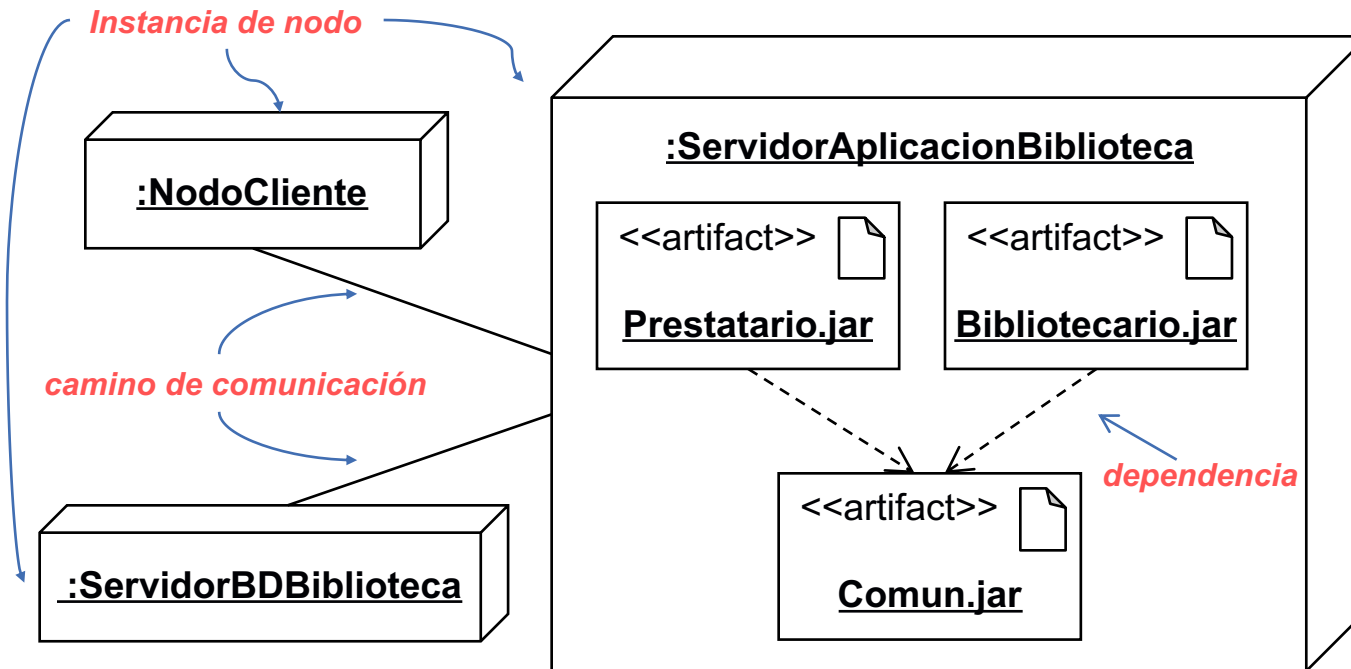 Instancia de nodo
:NodoCliente
camino de comunicación
:ServidorBDBiblioteca
:ServidorAplicacionBiblioteca
<<artifact>>
Prestatario.jar
<<artifact>>
Bibliotecario.jar
dependencia
<<artifact>>
Comun.jar